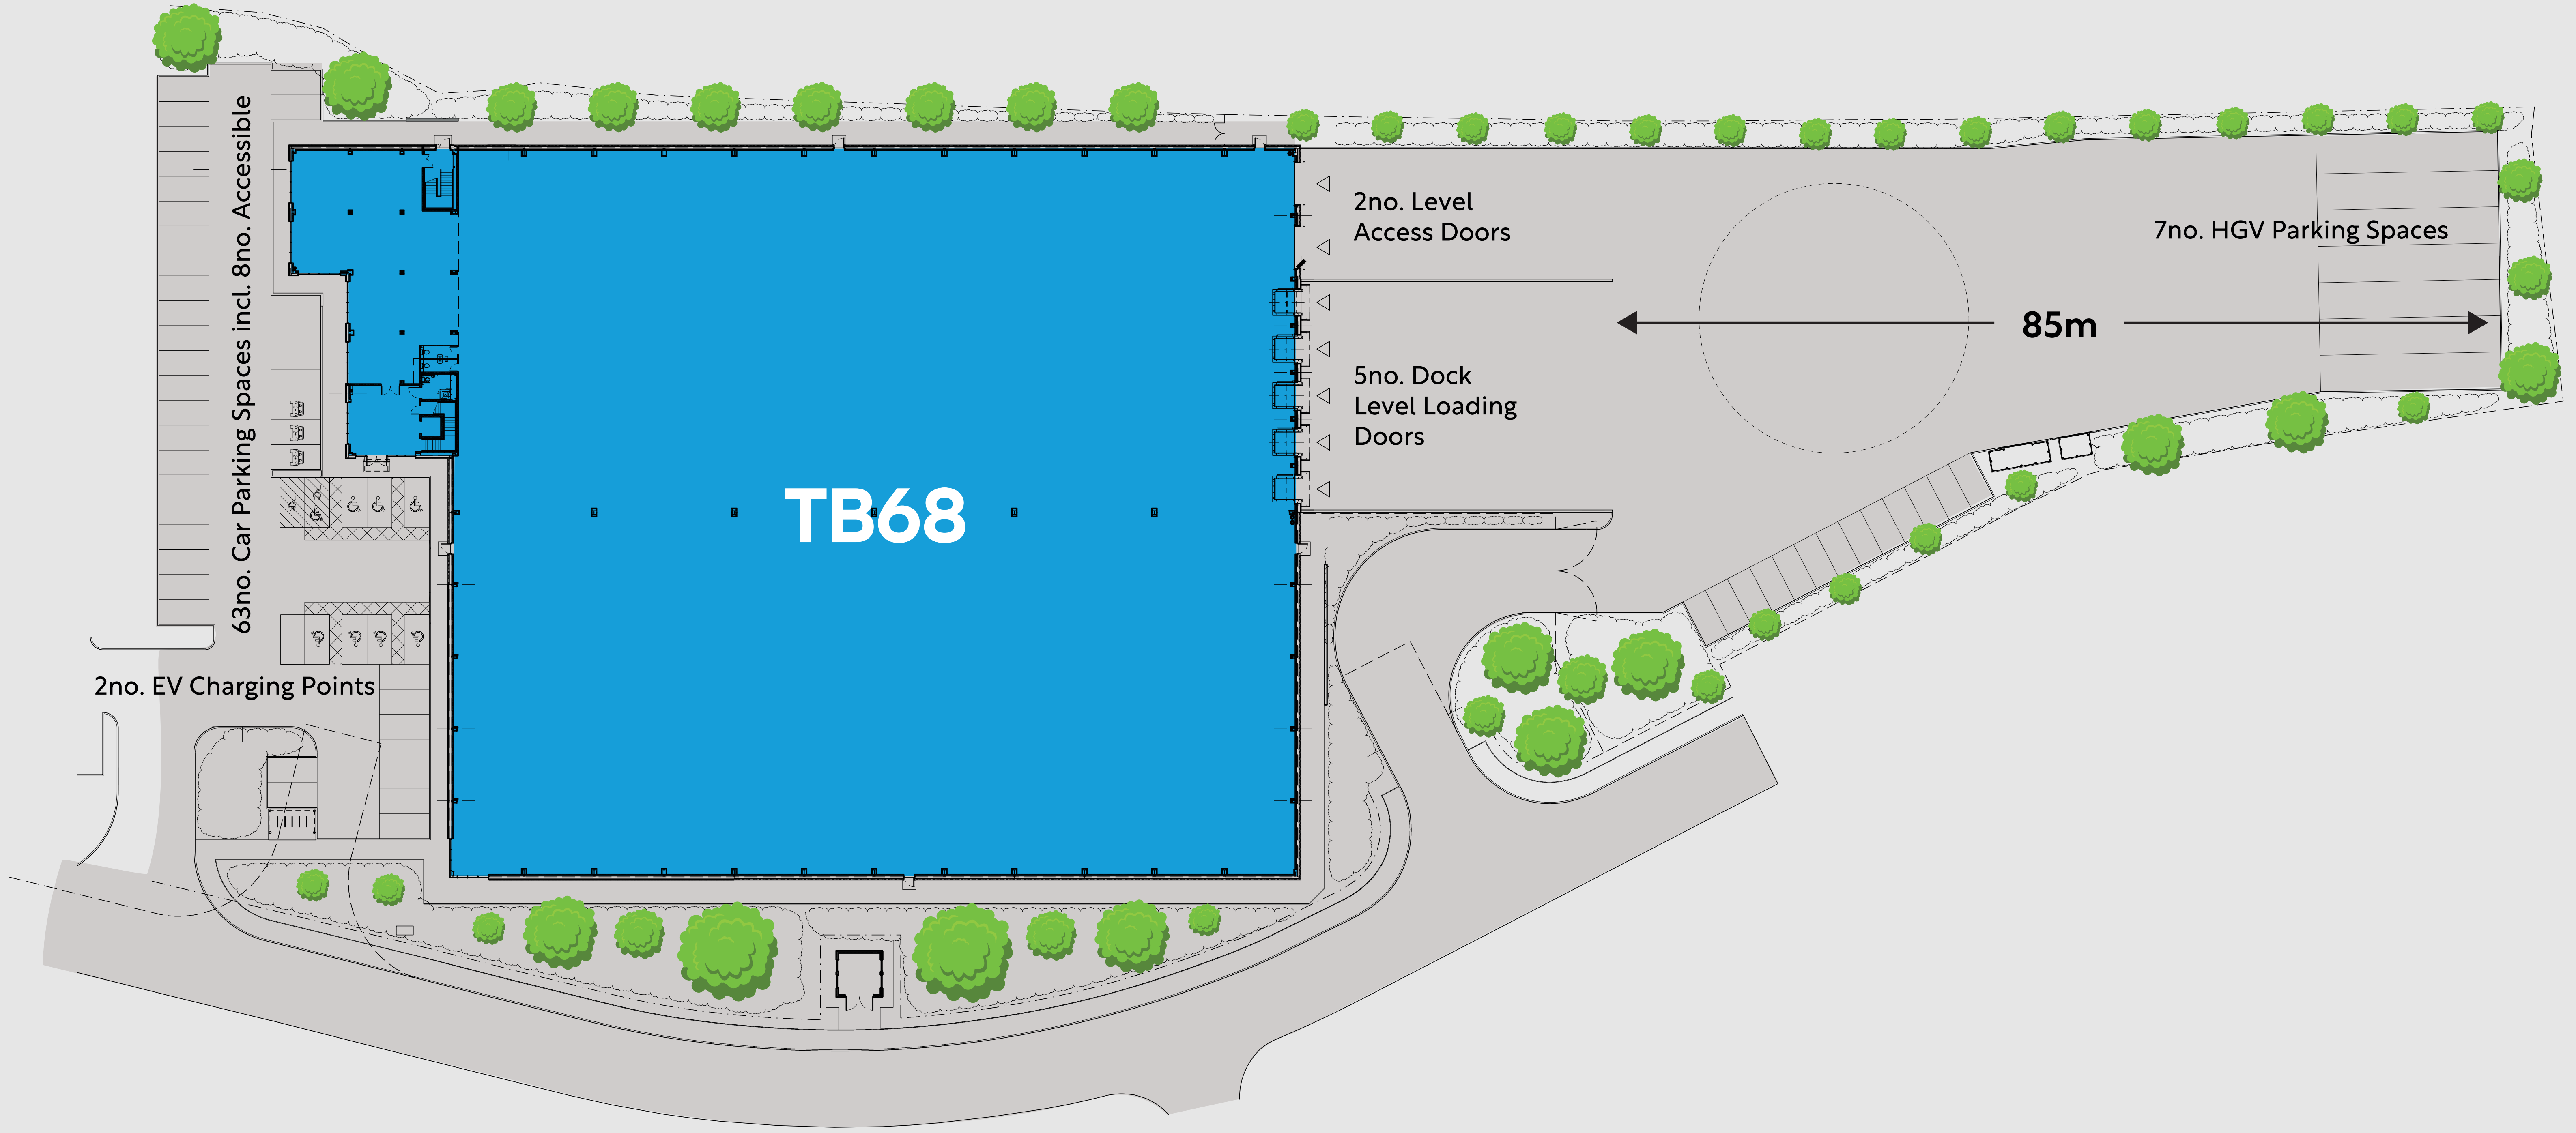 63no. Car Parking Spaces incl. 8no. Accessible
2no. Level
Access Doors
7no. HGV Parking Spaces
85m
5no. Dock
Level Loading
Doors
TB68
2no. EV Charging Points